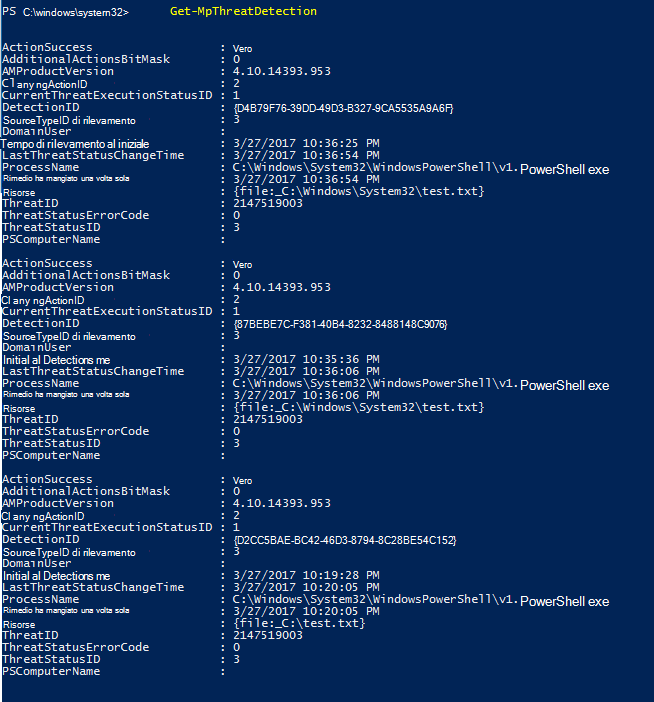 PS C:\windows\system32> Get-MpThreatDetection
ActionSuccess : Vero
AdditionalActionsBitMask : 0
AMProductVersion : 4.10.14393.953
Cl any ngActionID : 2
CurrentThreatExecutionStatusID : 1
DetectionID : {D4B79F76-39DD-49D3-B327-9CA5535A9A6F}
SourceTypeID di rilevamento : 3
DomainUser :
Tempo di rilevamento al iniziale : 3/27/2017 10:36:25 PM
LastThreatStatusChangeTime : 3/27/2017 10:36:54 PM
ProcessName : C:\Windows\System32\WindowsPowerShell\v1. PowerShell exe
Rimedio ha mangiato una volta sola : 3/27/2017 10:36:54 PM
Risorse : {file:_C:\Windows\System32\test.txt}
ThreatID : 2147519003
ThreatStatusErrorCode : 0
ThreatStatusID : 3
PSComputerName :
ActionSuccess : Vero
AdditionalActionsBitMask : 0
AMProductVersion : 4.10.14393.953
Cl any ngActionID : 2
CurrentThreatExecutionStatusID : 1
DetectionID : {87BEBE7C-F381-40B4-8232-8488148C9076}
SourceTypeID di rilevamento : 3
DomainUser :
Initial al Detections me : 3/27/2017 10:35:36 PM
LastThreatStatusChangeTime : 3/27/2017 10:36:06 PM
ProcessName : C:\Windows\System32\WindowsPowerShell\v1. PowerShell exe
Rimedio ha mangiato una volta sola : 3/27/2017 10:36:06 PM
Risorse : {file:_C:\Windows\System32\test.txt}
ThreatID : 2147519003
ThreatStatusErrorCode : 0
ThreatStatusID : 3
PSComputerName :
ActionSuccess : Vero
AdditionalActionsBitMask : 0
AMProductVersion : 4.10.14393.953
Cl any ngActionID : 2
CurrentThreatExecutionStatusID : 1
DetectionID : {D2CC5BAE-BC42-46D3-8794-8C28BE54C152}
SourceTypeID di rilevamento : 3
DomainUser :
Initial al Detections me : 3/27/2017 10:19:28 PM
LastThreatStatusChangeTime : 3/27/2017 10:20:05 PM
ProcessName : C:\Windows\System32\WindowsPowerShell\v1. PowerShell exe
Rimedio ha mangiato una volta sola : 3/27/2017 10:20:05 PM
Risorse : {file:_C:\test.txt}
ThreatID : 2147519003
ThreatStatusErrorCode : 0
ThreatStatusID : 3
PSComputerName :